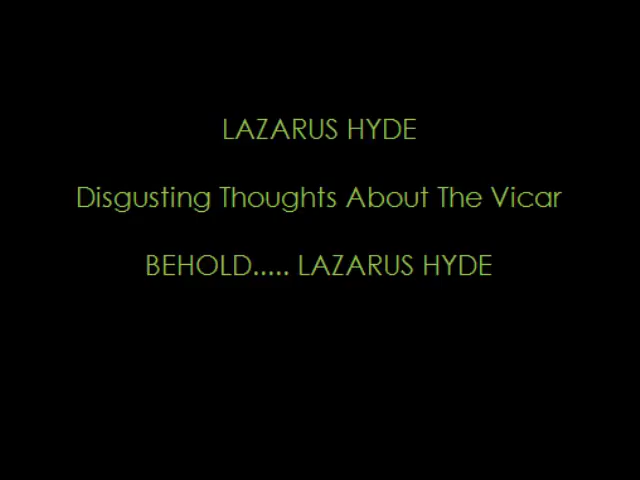 LAZARUS HYDE
Disgusting Thoughts About The Vicar
BEHOLD..... LAZARUS HYDE